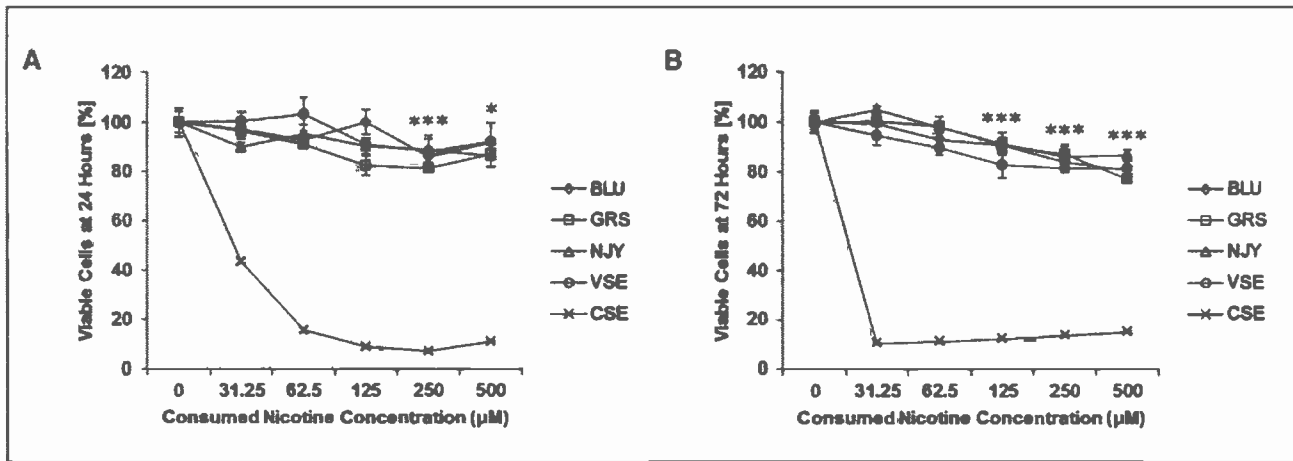 A
Viable Cells at 24 Hours [%]
120
100
80
60
40
20
0
0 31.25 62.5 125 250 500
Consumed Nicotine Concentration (µM)
*** *
BLU
GRS
NJY
VSE
CSE
B
Viable Cells at 72 Hours [%]
120
100
80
60
40
20
0
0 31.25 62.5 125 250 500
Consumed Nicotine Concentration (µM)
* *** *** ***
BLU
GRS
NJY
VSE
CSE